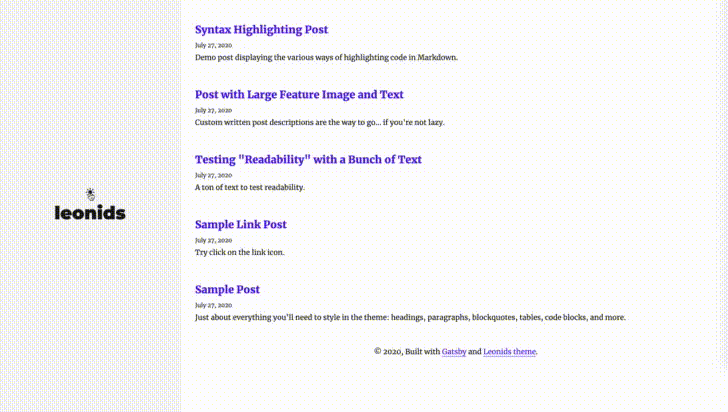 leonids
Syntax Highlighting Post
July 27, 2020
Demo post displaying the various ways of highlighting code in Markdown.
Post with Large Feature Image and Text
July 27, 2020
Custom written post descriptions are the way to go... if you're not lazy.
Testing "Readability" with a Bunch of Text
July 27, 2020
A ton of text to test readability.
Sample Link Post
July 27, 2020
Try click on the link icon.
Sample Post
July 27, 2020
Just about everything you'll need to style in the theme: headings, paragraphs, blockquotes, tables, code blocks, and more.
© 2020, Built with Gatsby and Leonids theme.